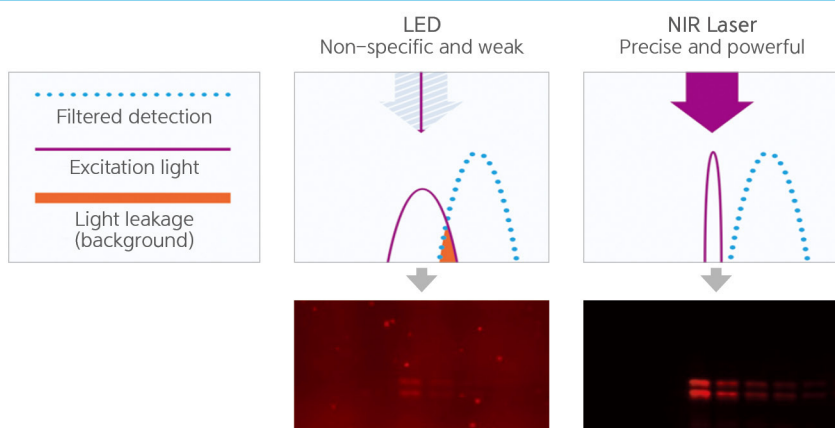 LED
Non-specific and weak
NIR Laser
Precise and powerful
Filtered detection
Excitation light
Light leakage
(background)